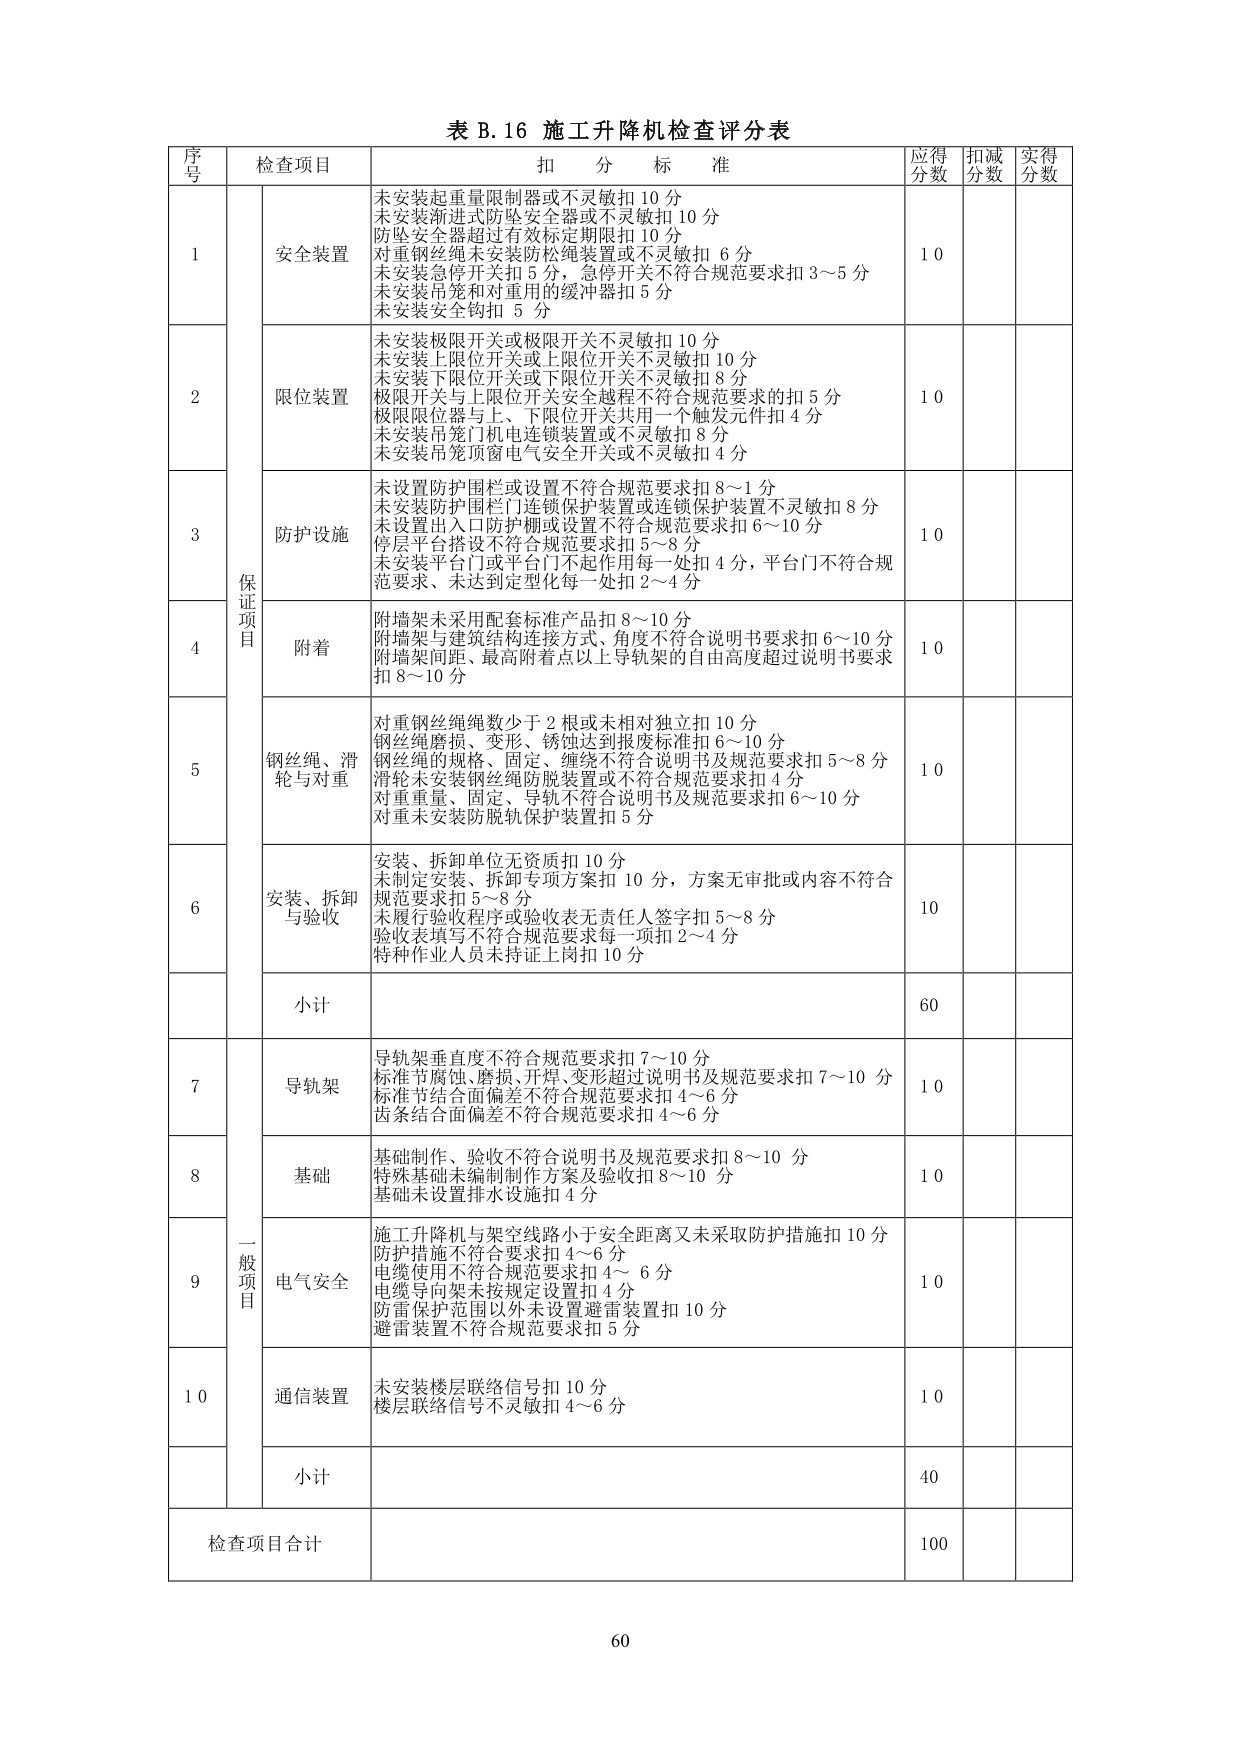 表 B.16 施工升降机检查评分表
序号 检查项目 扣 分 标 准 应得分数 扣减分数 实得分数
保证项目
1 安全装置 10
未安装起重量限制器或不灵敏扣 10 分
未安装渐进式防坠安全器或不灵敏扣 10 分
防坠安全器超过有效标定期限扣 10 分
对重钢丝绳未安装防松绳装置或不灵敏扣 6 分
未安装急停开关扣 5 分，急停开关不符合规范要求扣 3～5 分
未安装吊笼和对重用的缓冲器扣 5 分
未安装安全钩扣 5 分
2 限位装置 10
未安装极限开关或极限开关不灵敏扣 10 分
未安装上限位开关或上限位开关不灵敏扣 10 分
未安装下限位开关或下限位开关不灵敏扣 8 分
极限开关与上限位开关安全越程不符合规范要求的扣 5 分
极限限位器与上、下限位开关共用一个触发元件扣 4 分
未安装吊笼门机电连锁装置或不灵敏扣 8 分
未安装吊笼顶窗电气安全开关或不灵敏扣 4 分
3 防护设施 10
未设置防护围栏或设置不符合规范要求扣 8～1 分
未安装防护围栏门连锁保护装置或连锁保护装置不灵敏扣 8 分
未设置出入口防护棚或设置不符合规范要求扣 6～10 分
停层平台搭设不符合规范要求扣 5～8 分
未安装平台门或平台门不起作用每一处扣 4 分，平台门不符合规
范要求、未达到定型化每一处扣 2～4 分
4 附着 10
附墙架未采用配套标准产品扣 8～10 分
附墙架与建筑结构连接方式、角度不符合说明书要求扣 6～10 分
附墙架间距、最高附着点以上导轨架的自由高度超过说明书要求
扣 8～10 分
5 钢丝绳、滑轮与对重 10
对重钢丝绳绳数少于 2 根或未相对独立扣 10 分
钢丝绳磨损、变形、锈蚀达到报废标准扣 6～10 分
钢丝绳的规格、固定、缠绕不符合说明书及规范要求扣 5～8 分
滑轮未安装钢丝绳防脱装置或不符合规范要求扣 4 分
对重重量、固定、导轨不符合说明书及规范要求扣 6～10 分
对重未安装防脱轨保护装置扣 5 分
6 安装、拆卸与验收 10
安装、拆卸单位无资质扣 10 分
未制定安装、拆卸专项方案扣 10 分，方案无审批或内容不符合
规范要求扣 5～8 分
未履行验收程序或验收表无责任人签字扣 5～8 分
验收表填写不符合规范要求每一项扣 2～4 分
特种作业人员未持证上岗扣 10 分
小计 60
一般项目
7 导轨架 10
导轨架垂直度不符合规范要求扣 7～10 分
标准节腐蚀、磨损、开焊、变形超过说明书及规范要求扣 7～10 分
标准节结合面偏差不符合规范要求扣 4～6 分
齿条结合面偏差不符合规范要求扣 4～6 分
8 基础 10
基础制作、验收不符合说明书及规范要求扣 8～10 分
特殊基础未编制制作方案及验收扣 8～10 分
基础未设置排水设施扣 4 分
9 电气安全 10
施工升降机与架空线路小于安全距离又未采取防护措施扣 10 分
防护措施不符合要求扣 4～6 分
电缆使用不符合规范要求扣 4～ 6 分
电缆导向架未按规定设置扣 4 分
防雷保护范围以外未设置避雷装置扣 10 分
避雷装置不符合规范要求扣 5 分
10 通信装置 10
未安装楼层联络信号扣 10 分
楼层联络信号不灵敏扣 4～6 分
小计 40
检查项目合计 100
60